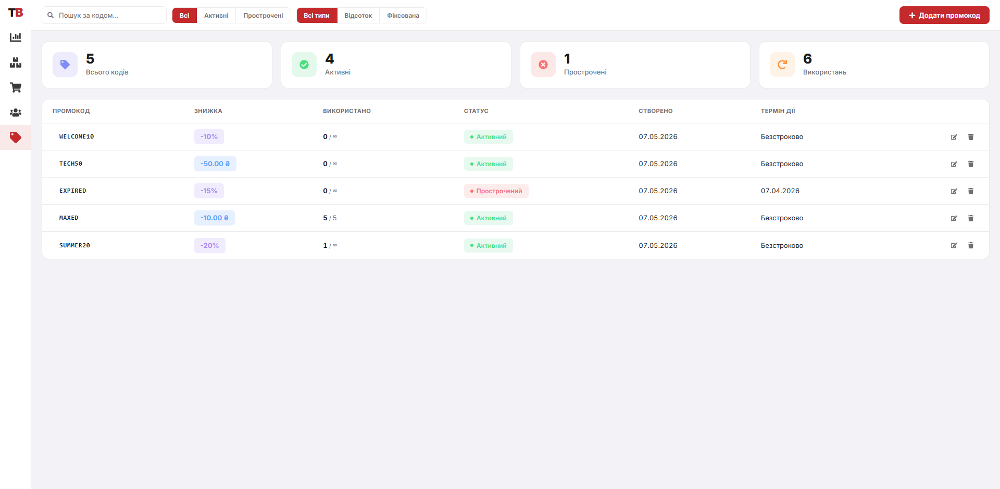 TB
Пошук за кодом...
Всі Активні Прострочені
Всі типи Відсоток Фіксована
Додати промокод
5
Всього кодів
4
Активні
1
Прострочені
6
Використань
ПРОМОКОД ЗНИЖКА ВИКОРИСТАНО СТАТУС СТВОРЕНО ТЕРМІН ДІЇ
WELCOME10 -10% 0 / ∞ Активний 07.05.2026 Безстроково
TECH50 -50.00 ₴ 0 / ∞ Активний 07.05.2026 Безстроково
EXPIRED -15% 0 / ∞ Прострочений 07.05.2026 07.04.2026
MAXED -10.00 ₴ 5 / 5 Активний 07.05.2026 Безстроково
SUMMER20 -20% 1 / ∞ Активний 07.05.2026 Безстроково